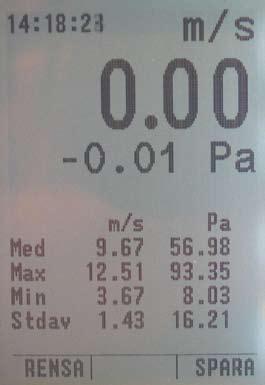 14:18:28 m/s
0.00
-0.01 Pa
m/s Pa
Med 9.67 56.98
Max 12.51 93.35
Min 3.67 8.03
Stdav 1.43 16.21
RENSA SPARA